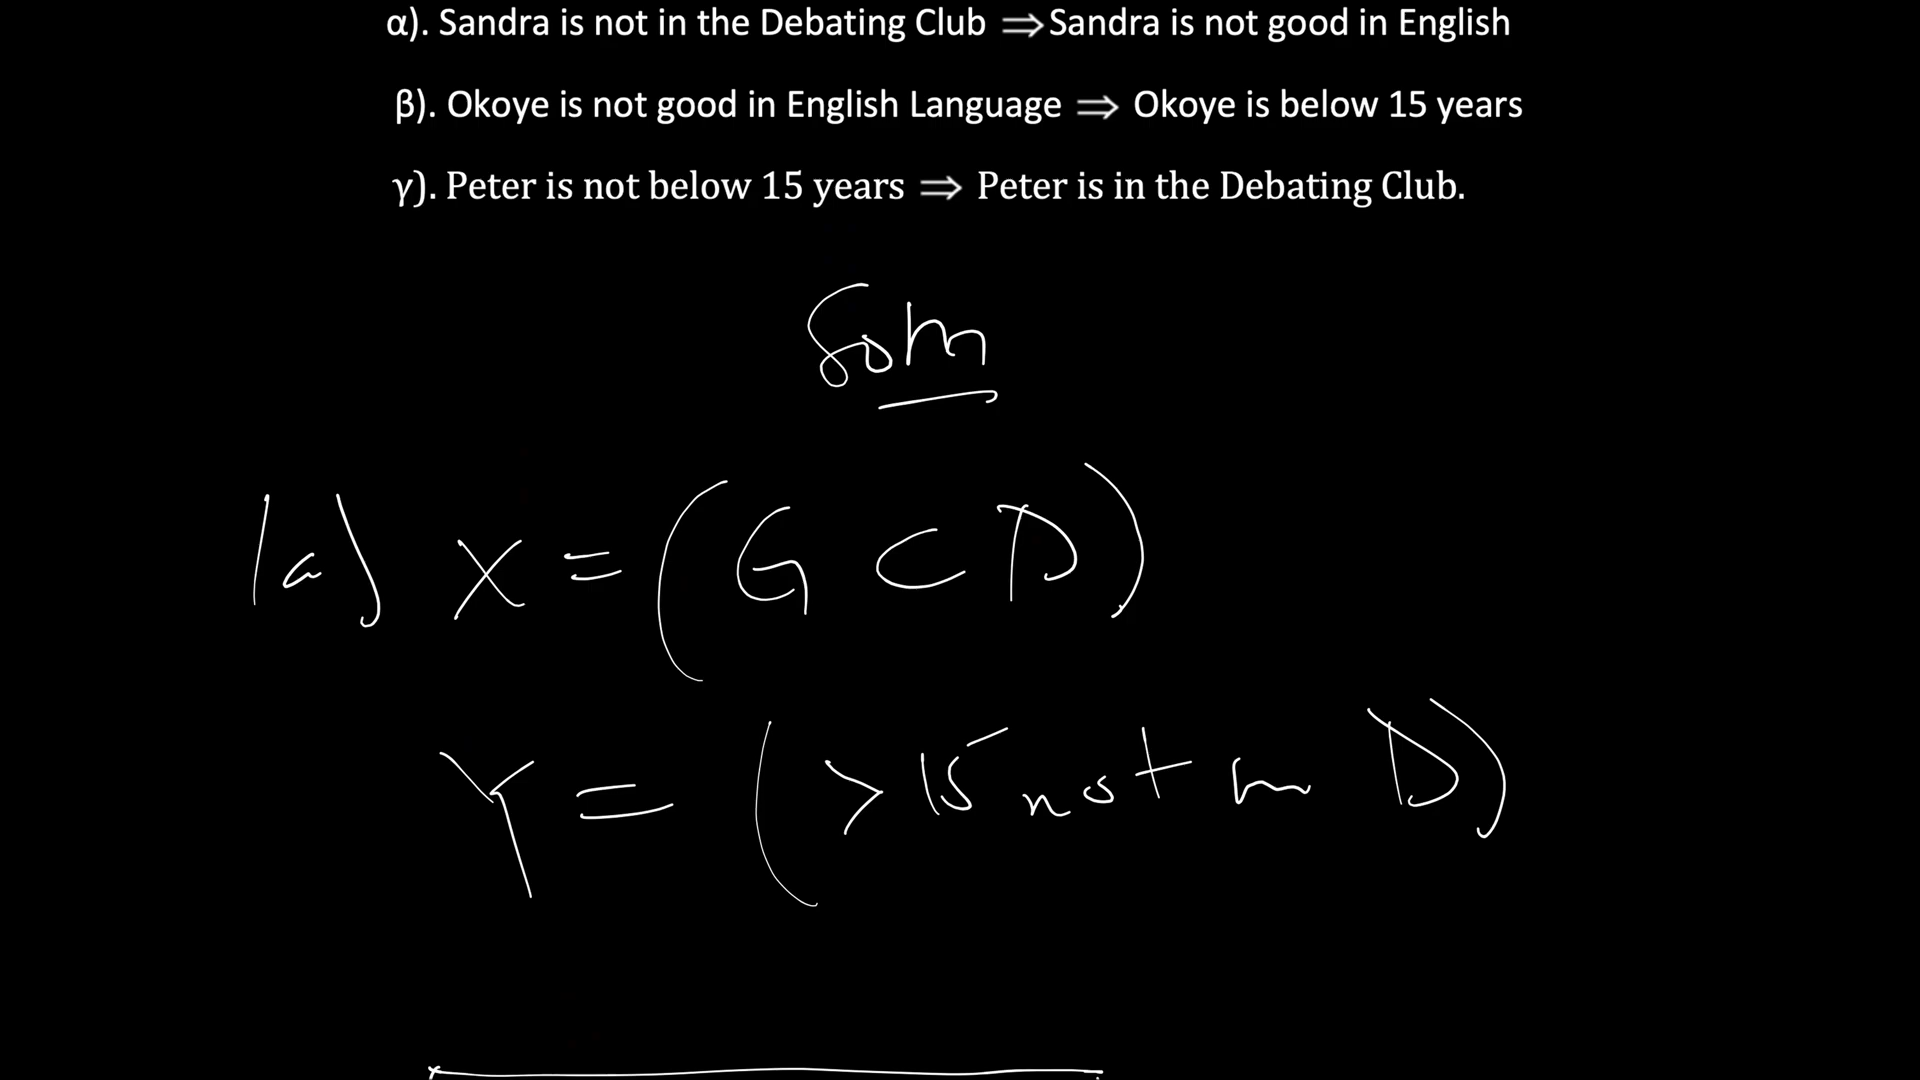 α). Sandra is not in the Debating Club ⟹ Sandra is not good in English
β). Okoye is not good in English Language ⟹ Okoye is below 15 years
γ). Peter is not below 15 years ⟹ Peter is in the Debating Club.
Soln
(a) X = (G ⊂ D)
Y = (> 15 not in D)